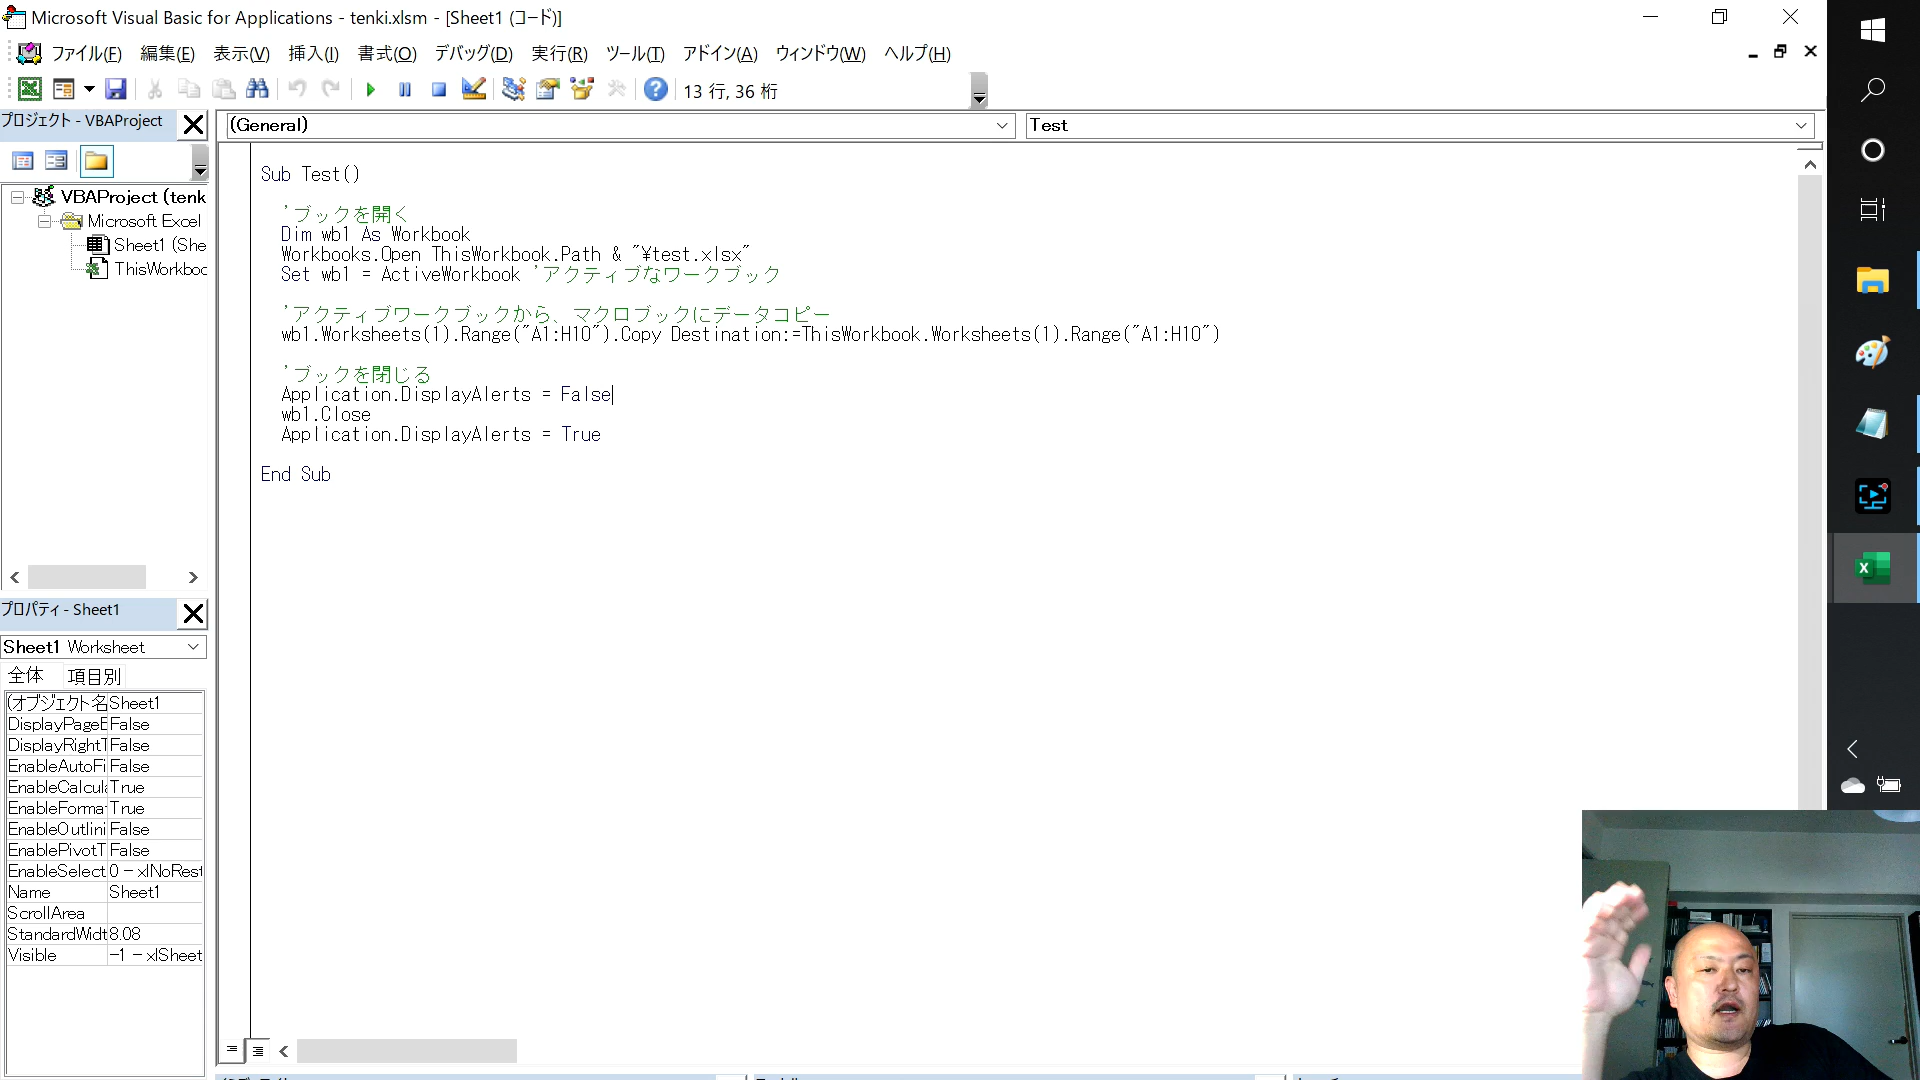 Microsoft Visual Basic for Applications - tenki.xlsm - [Sheet1 (コード)]
ファイル(F) 編集(E) 表示(V) 挿入(I) 書式(O) デバッグ(D) 実行(R) ツール(T) アドイン(A) ウィンドウ(W) ヘルプ(H)
13 行, 36 桁
プロジェクト - VBAProject
(General)
Test
VBAProject (tenk
Microsoft Excel
Sheet1 (She
ThisWorkboo
Sub Test()
'ブックを開く
Dim wb1 As Workbook
Workbooks.Open ThisWorkbook.Path & "¥test.xlsx"
Set wb1 = ActiveWorkbook 'アクティブなワークブック
'アクティブワークブックから、マクロブックにデータコピー
wb1.Worksheets(1).Range("A1:H10").Copy Destination:=ThisWorkbook.Worksheets(1).Range("A1:H10")
'ブックを閉じる
Application.DisplayAlerts = False
wb1.Close
Application.DisplayAlerts = True
End Sub
プロパティ - Sheet1
Sheet1 Worksheet
全体 項目別
(オブジェクト名 Sheet1
DisplayPageB False
DisplayRightT False
EnableAutoFi False
EnableCalcula True
EnableFormat True
EnableOutlini False
EnablePivotT False
EnableSelect 0 - xlNoRest
Name Sheet1
ScrollArea
StandardWidt 8.08
Visible -1 - xlSheet